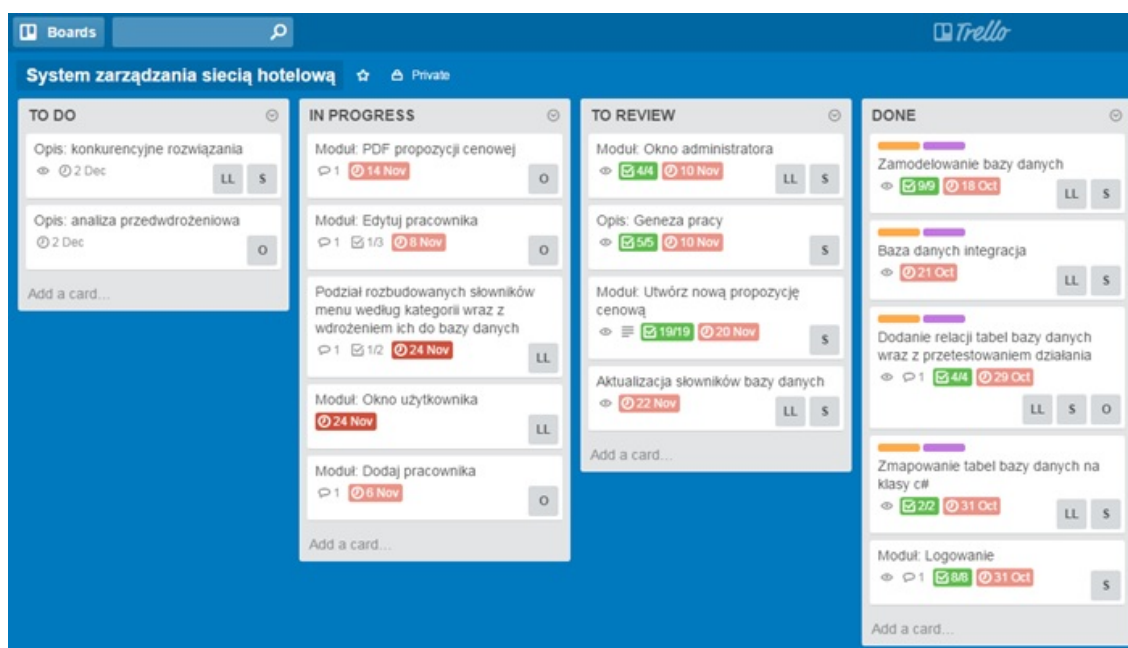 Boards
Trello
System zarządzania siecią hotelową
Private
TO DO
Opis: konkurencyjne rozwiązania
2 Dec
LL S
Opis: analiza przedwdrożeniowa
2 Dec
O
Add a card...
IN PROGRESS
Moduł: PDF propozycji cenowej
1 14 Nov
O
Moduł: Edytuj pracownika
1 1/3 8 Nov
O
Podział rozbudowanych słowników
menu według kategorii wraz z
wdrożeniem ich do bazy danych
1 1/2 24 Nov
LL
Moduł: Okno użytkownika
24 Nov
LL
Moduł: Dodaj pracownika
1 6 Nov
O
Add a card...
TO REVIEW
Moduł: Okno administratora
4/4 10 Nov
LL S
Opis: Geneza pracy
5/5 10 Nov
S
Moduł: Utwórz nową propozycję
cenową
19/19 20 Nov
S
Aktualizacja słowników bazy danych
22 Nov
LL S
Add a card...
DONE
Zamodelowanie bazy danych
9/9 18 Oct
LL S
Baza danych integracja
21 Oct
LL S
Dodanie relacji tabel bazy danych
wraz z przetestowaniem działania
1 4/4 29 Oct
LL S O
Zmapowanie tabel bazy danych na
klasy c#
2/2 31 Oct
LL S
Moduł: Logowanie
1 8/8 31 Oct
S
Add a card...